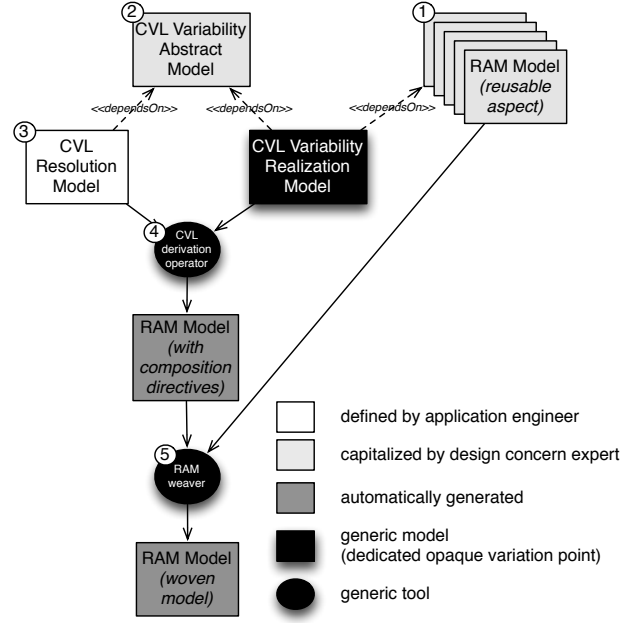 2
CVL Variability
Abstract
Model
1
RAM Model
(reusable
aspect)
<<dependsOn>>
<<dependsOn>>
<<dependsOn>>
3
CVL
Resolution
Model
CVL Variability
Realization
Model
4
CVL
derivation
operator
RAM Model
(with
composition
directives)
5
RAM
weaver
RAM Model
(woven
model)
defined by application engineer
capitalized by design concern expert
automatically generated
generic model
(dedicated opaque variation point)
generic tool